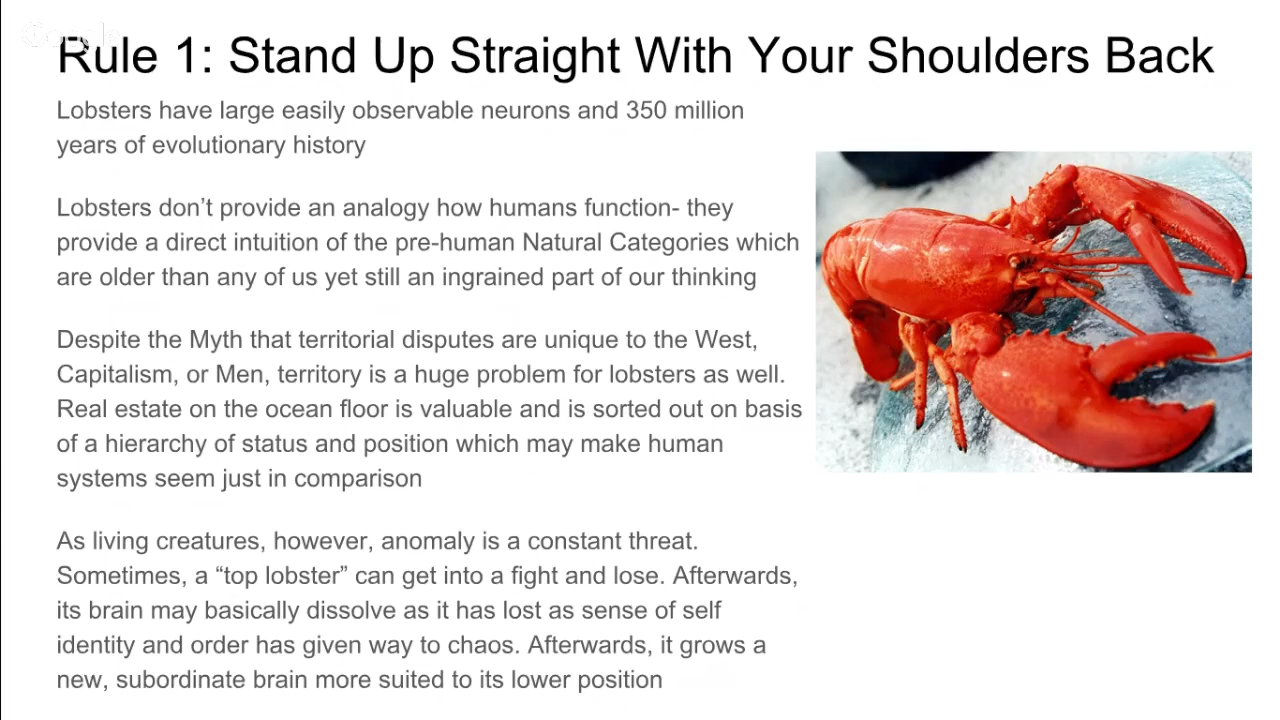 Rule 1: Stand Up Straight With Your Shoulders Back
Lobsters have large easily observable neurons and 350 million
years of evolutionary history
Lobsters don’t provide an analogy how humans function- they
provide a direct intuition of the pre-human Natural Categories which
are older than any of us yet still an ingrained part of our thinking
Despite the Myth that territorial disputes are unique to the West,
Capitalism, or Men, territory is a huge problem for lobsters as well.
Real estate on the ocean floor is valuable and is sorted out on basis
of a hierarchy of status and position which may make human
systems seem just in comparison
As living creatures, however, anomaly is a constant threat.
Sometimes, a “top lobster” can get into a fight and lose. Afterwards,
its brain may basically dissolve as it has lost as sense of self
identity and order has given way to chaos. Afterwards, it grows a
new, subordinate brain more suited to its lower position